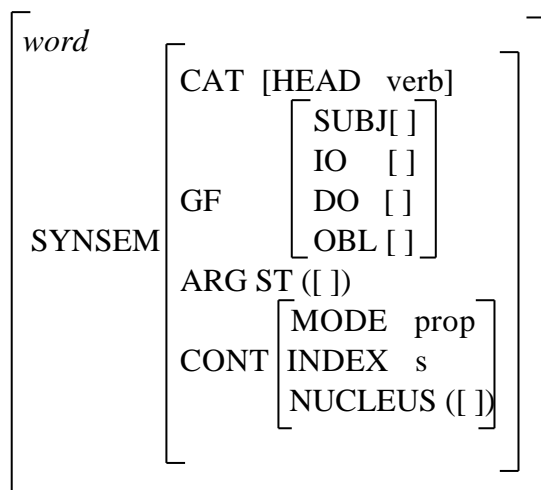 word
CAT [HEAD verb]
SUBJ[ ]
IO [ ]
GF DO [ ]
SYNSEM OBL [ ]
ARG ST ([ ])
MODE prop
CONT INDEX s
NUCLEUS ([ ])